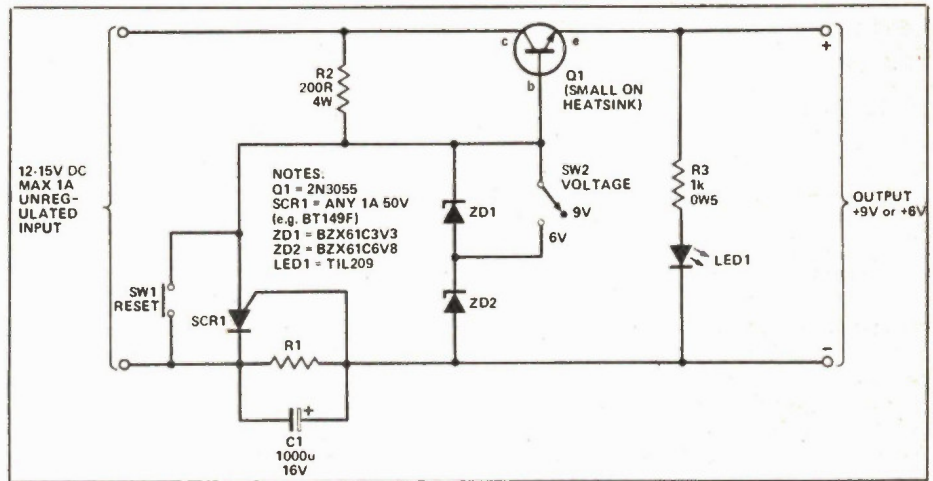 12-15V DC
MAX 1A
UNREG-
ULATED
INPUT
R2
200R
4W
c
e
b
Q1
(SMALL ON
HEATSINK)
+
NOTES:
Q1 = 2N3055
SCR1 = ANY 1A 50V
(e.g. BT149F)
ZD1 = BZX61C3V3
ZD2 = BZX61C6V8
LED1 = TIL209
ZD1
SW2
VOLTAGE
9V
6V
R3
1k
0W5
OUTPUT
+9V or +6V
LED1
SW1
RESET
SCR1
ZD2
R1
–
+
C1
1000u
16V